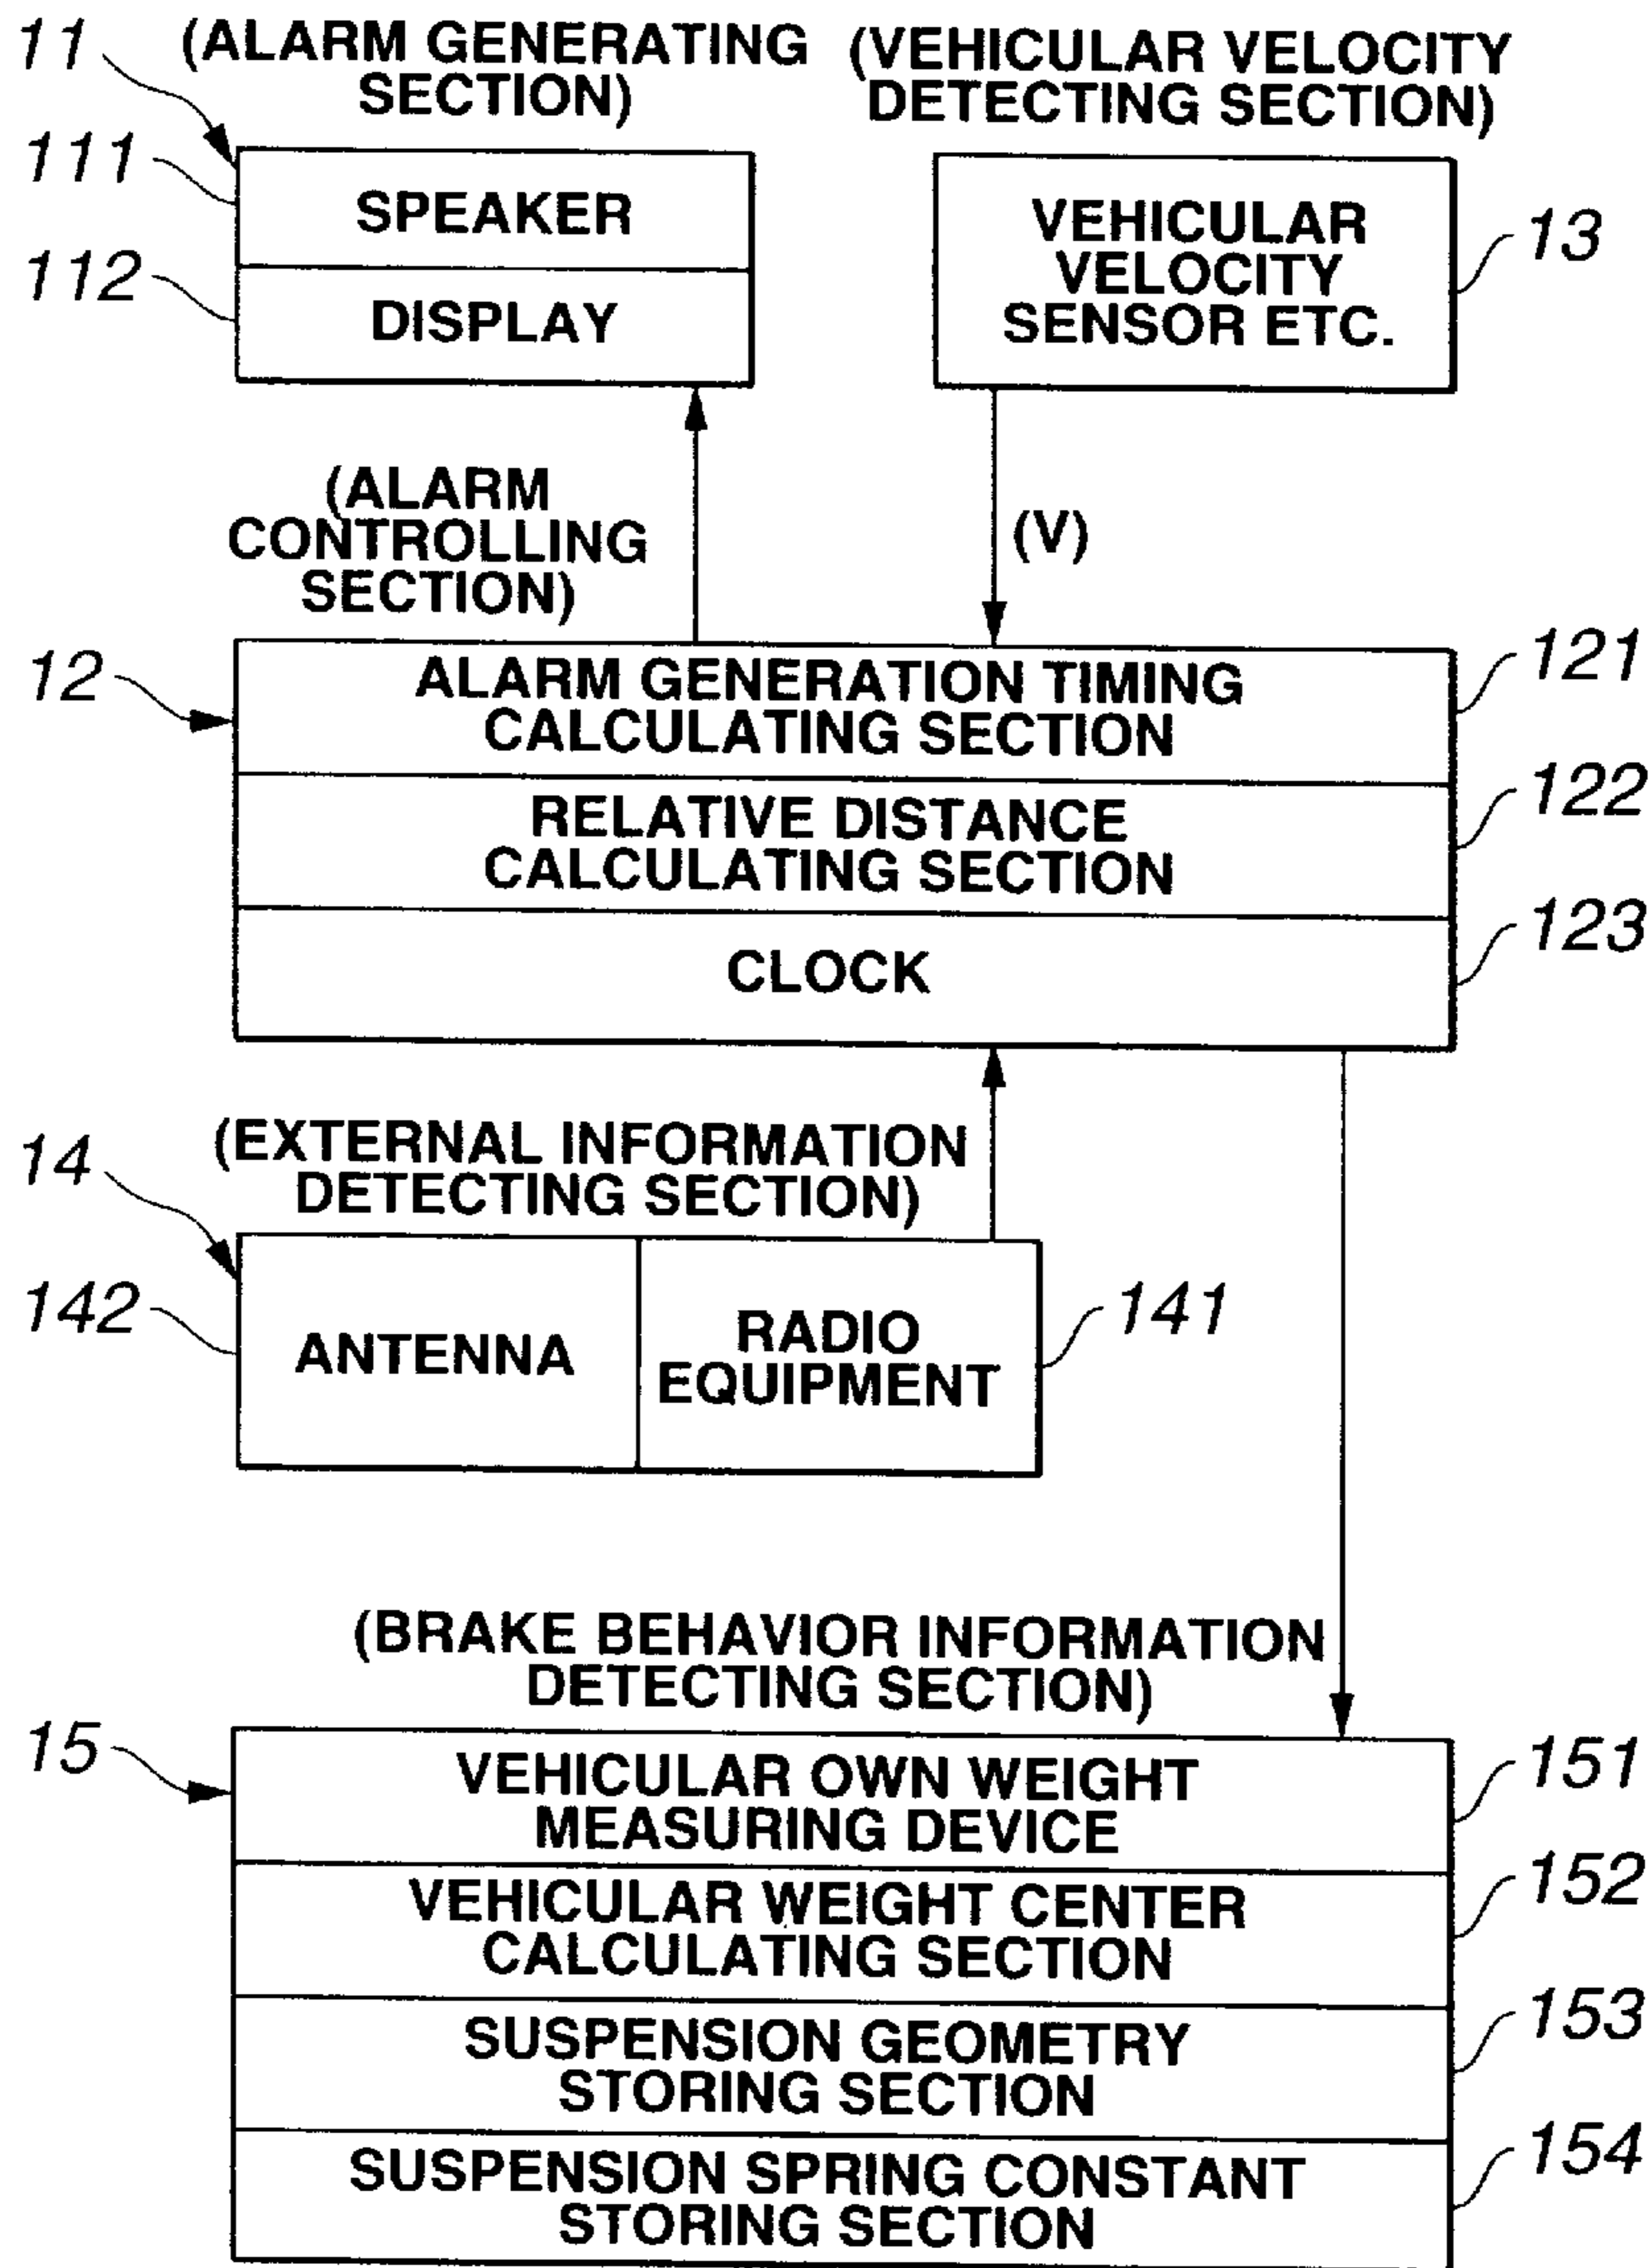 11
(ALARM GENERATING
SECTION)
(VEHICULAR VELOCITY
DETECTING SECTION)
111
SPEAKER
112
DISPLAY
VEHICULAR
VELOCITY
SENSOR ETC.
13
(ALARM
CONTROLLING
SECTION)
(V)
12
ALARM GENERATION TIMING
CALCULATING SECTION
121
RELATIVE DISTANCE
CALCULATING SECTION
122
CLOCK
123
14
(EXTERNAL INFORMATION
DETECTING SECTION)
142
ANTENNA
RADIO
EQUIPMENT
141
(BRAKE BEHAVIOR INFORMATION
DETECTING SECTION)
15
VEHICULAR OWN WEIGHT
MEASURING DEVICE
151
VEHICULAR WEIGHT CENTER
CALCULATING SECTION
152
SUSPENSION GEOMETRY
STORING SECTION
153
SUSPENSION SPRING CONSTANT
STORING SECTION
154